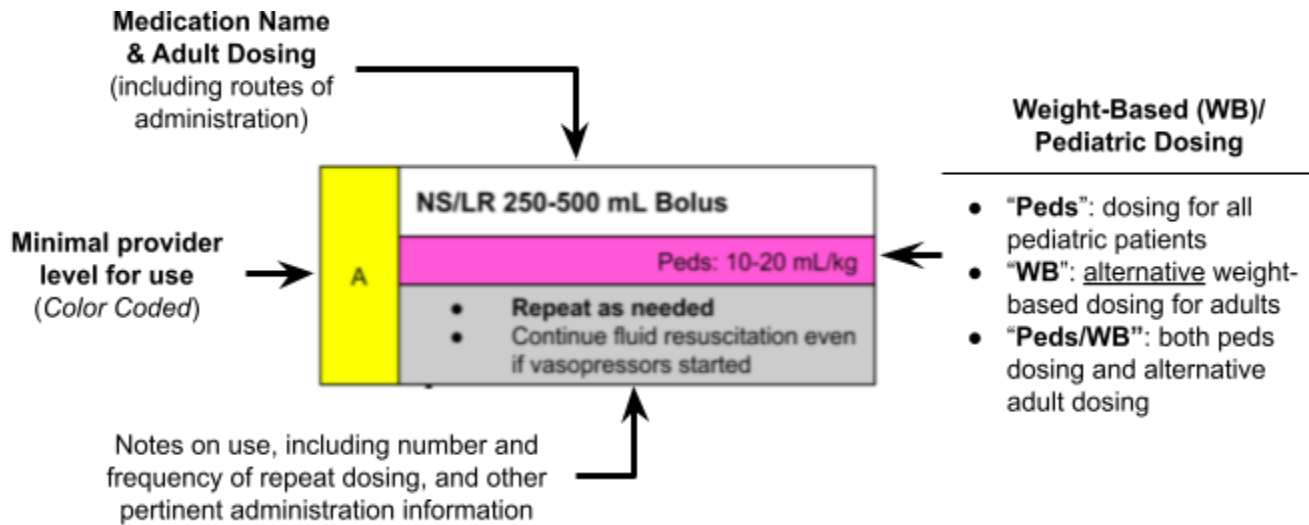 Medication Name
& Adult Dosing
(including routes of
administration)
Minimal provider
level for use
(Color Coded)
A
NS/LR 250-500 mL Bolus
Peds: 10-20 mL/kg
● Repeat as needed
● Continue fluid resuscitation even
if vasopressors started
Weight-Based (WB)/
Pediatric Dosing
● “Peds”: dosing for all
pediatric patients
● “WB”: alternative weight-
based dosing for adults
● “Peds/WB”: both peds
dosing and alternative
adult dosing
Notes on use, including number and
frequency of repeat dosing, and other
pertinent administration information